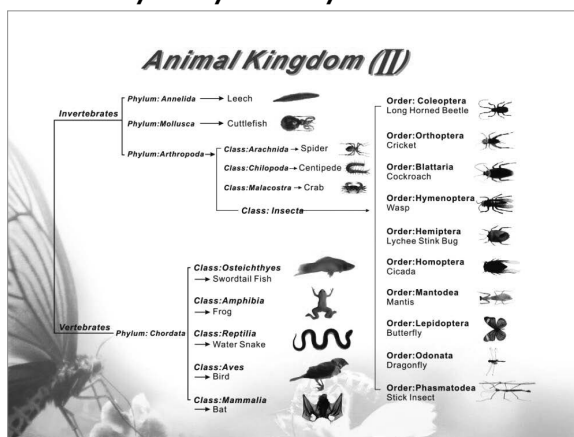 Animal Kingdom (II)
Invertebrates
Phylum: Annelida → Leech
Phylum:Mollusca → Cuttlefish
Phylum:Arthropoda
Class:Arachnida → Spider
Class:Chilopoda → Centipede
Class:Malacostra → Crab
Class: Insecta
Order: Coleoptera
Long Horned Beetle
Order:Orthoptera
Cricket
Order:Blattaria
Cockroach
Order:Hymenoptera
Wasp
Order:Hemiptera
Lychee Stink Bug
Order:Homoptera
Cicada
Order:Mantodea
Mantis
Order:Lepidoptera
Butterfly
Order:Odonata
Dragonfly
Order:Phasmatodea
Stick Insect
Vertebrates
Phylum: Chordata
Class:Osteichthyes
→ Swordtail Fish
Class:Amphibia
→ Frog
Class:Reptilia
→ Water Snake
Class:Aves
→ Bird
Class:Mammalia
→ Bat